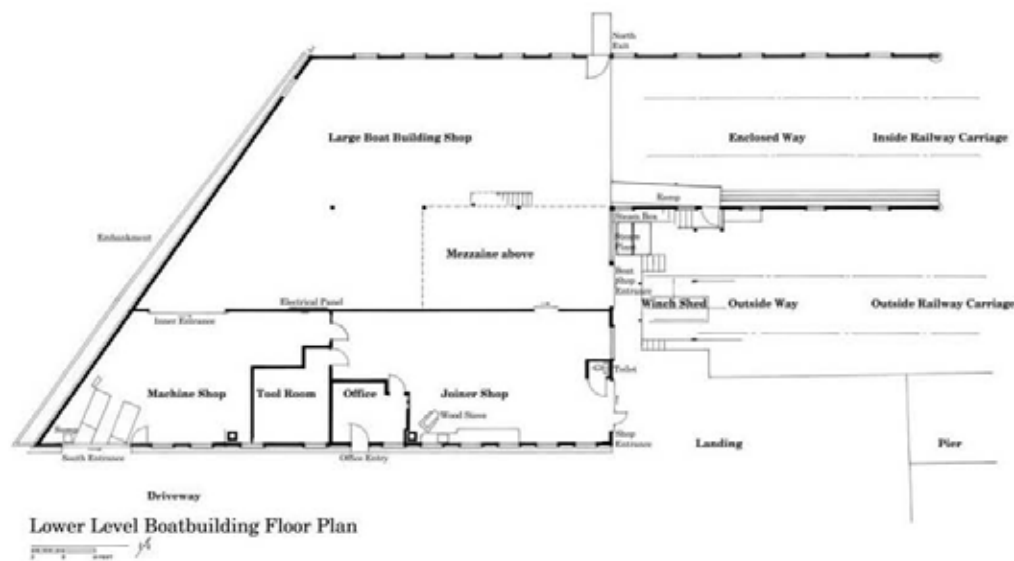 North
Exit
Large Boat Building Shop
Enclosed Way
Inside Railway Carriage
Ramp
Steam Box
Embankment
Mezzaine above
Boat
Shop
Entrance
Winch Shed
Outside Way
Outside Railway Carriage
Electrical Panel
Inner Entrance
Toilet
Machine Shop
Tool Room
Office
Joiner Shop
Shop
Entrance
Landing
Pier
South Entrance
Office Entry
Driveway
Lower Level Boatbuilding Floor Plan